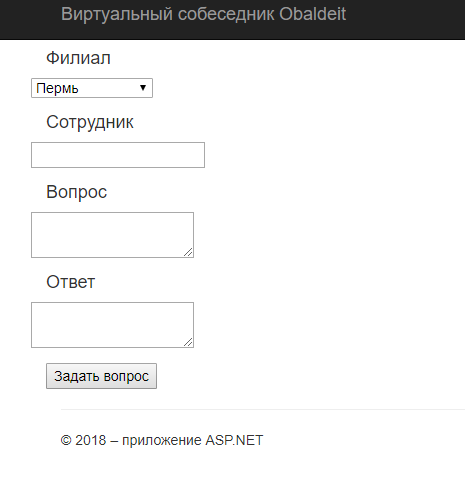 Виртуальный собеседник Obaldeit
Филиал
Пермь
Сотрудник
Вопрос
Ответ
Задать вопрос
© 2018 – приложение ASP.NET